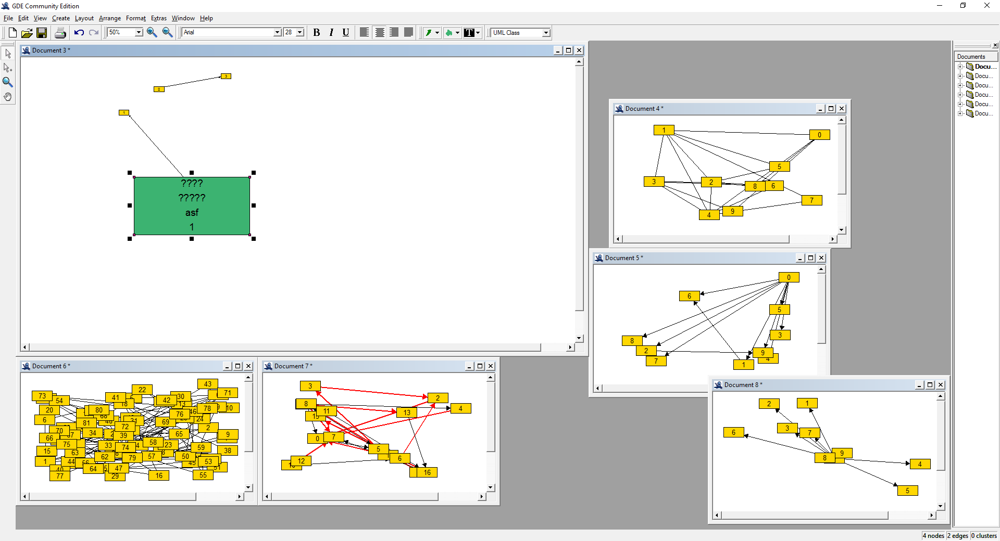 GDE Community Edition
File Edit View Create Layout Arrange Format Extras Window Help
50% Arial 28 B I U T UML Class
Document 3 *
3
2
1
????
?????
asf
1
Document 4 *
1
0
5
3 2 8 6
7
4 9
Document 5 *
0
6
5
3
8
2 9
4
7
1
Document 6 *
43
22 71
73 41 42 30
54 18 13
20 80 78 9 10
6 68 76 24
81 31 69
70 34 72 2
66 39 65 9
75 33 74 58 23 59
15 63 38
1 44 62 79 57 50 53
64 47 45 51
77 29 16 55
Document 7 *
3
2
8 4
11 13
15
0 7
5
12 6
16
Document 8 *
2 1
3 7
6
9
8
4
5
Documents
Docu...
Docu...
Docu...
Docu...
Docu...
Docu...
4 nodes 2 edges 0 clusters